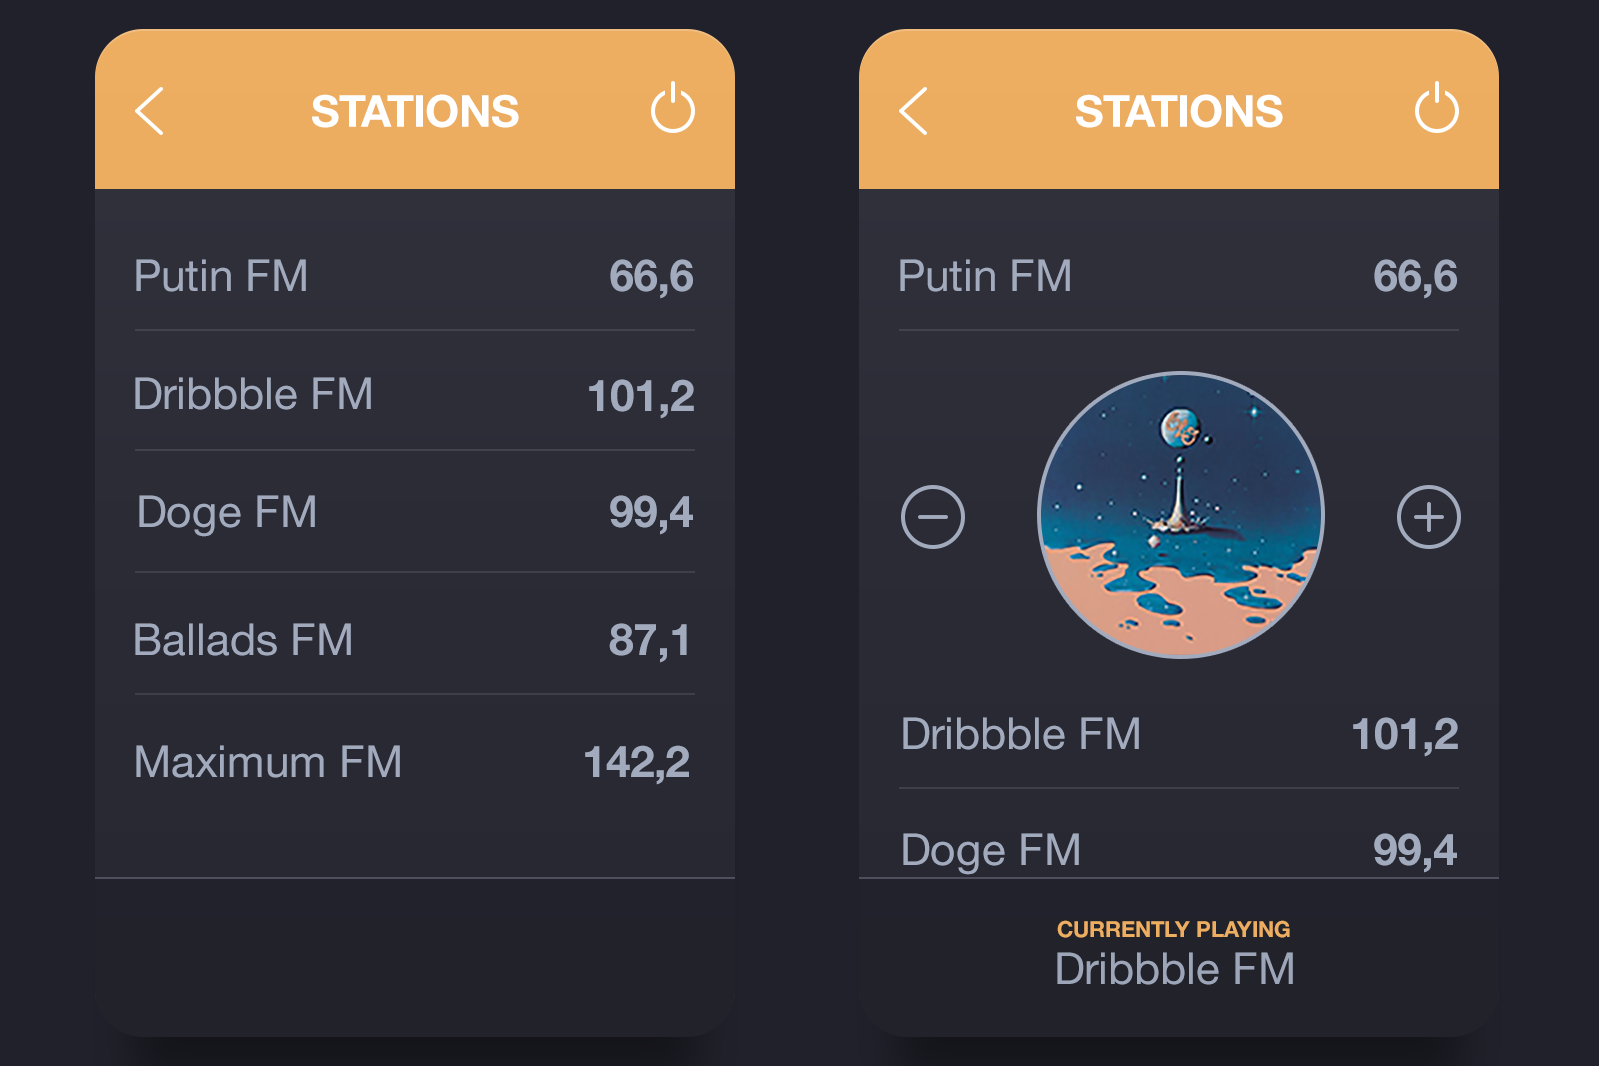 STATIONS
Putin FM 66,6
Dribbble FM 101,2
Doge FM 99,4
Ballads FM 87,1
Maximum FM 142,2
STATIONS
Putin FM 66,6
Dribbble FM 101,2
Doge FM 99,4
CURRENTLY PLAYING
Dribbble FM